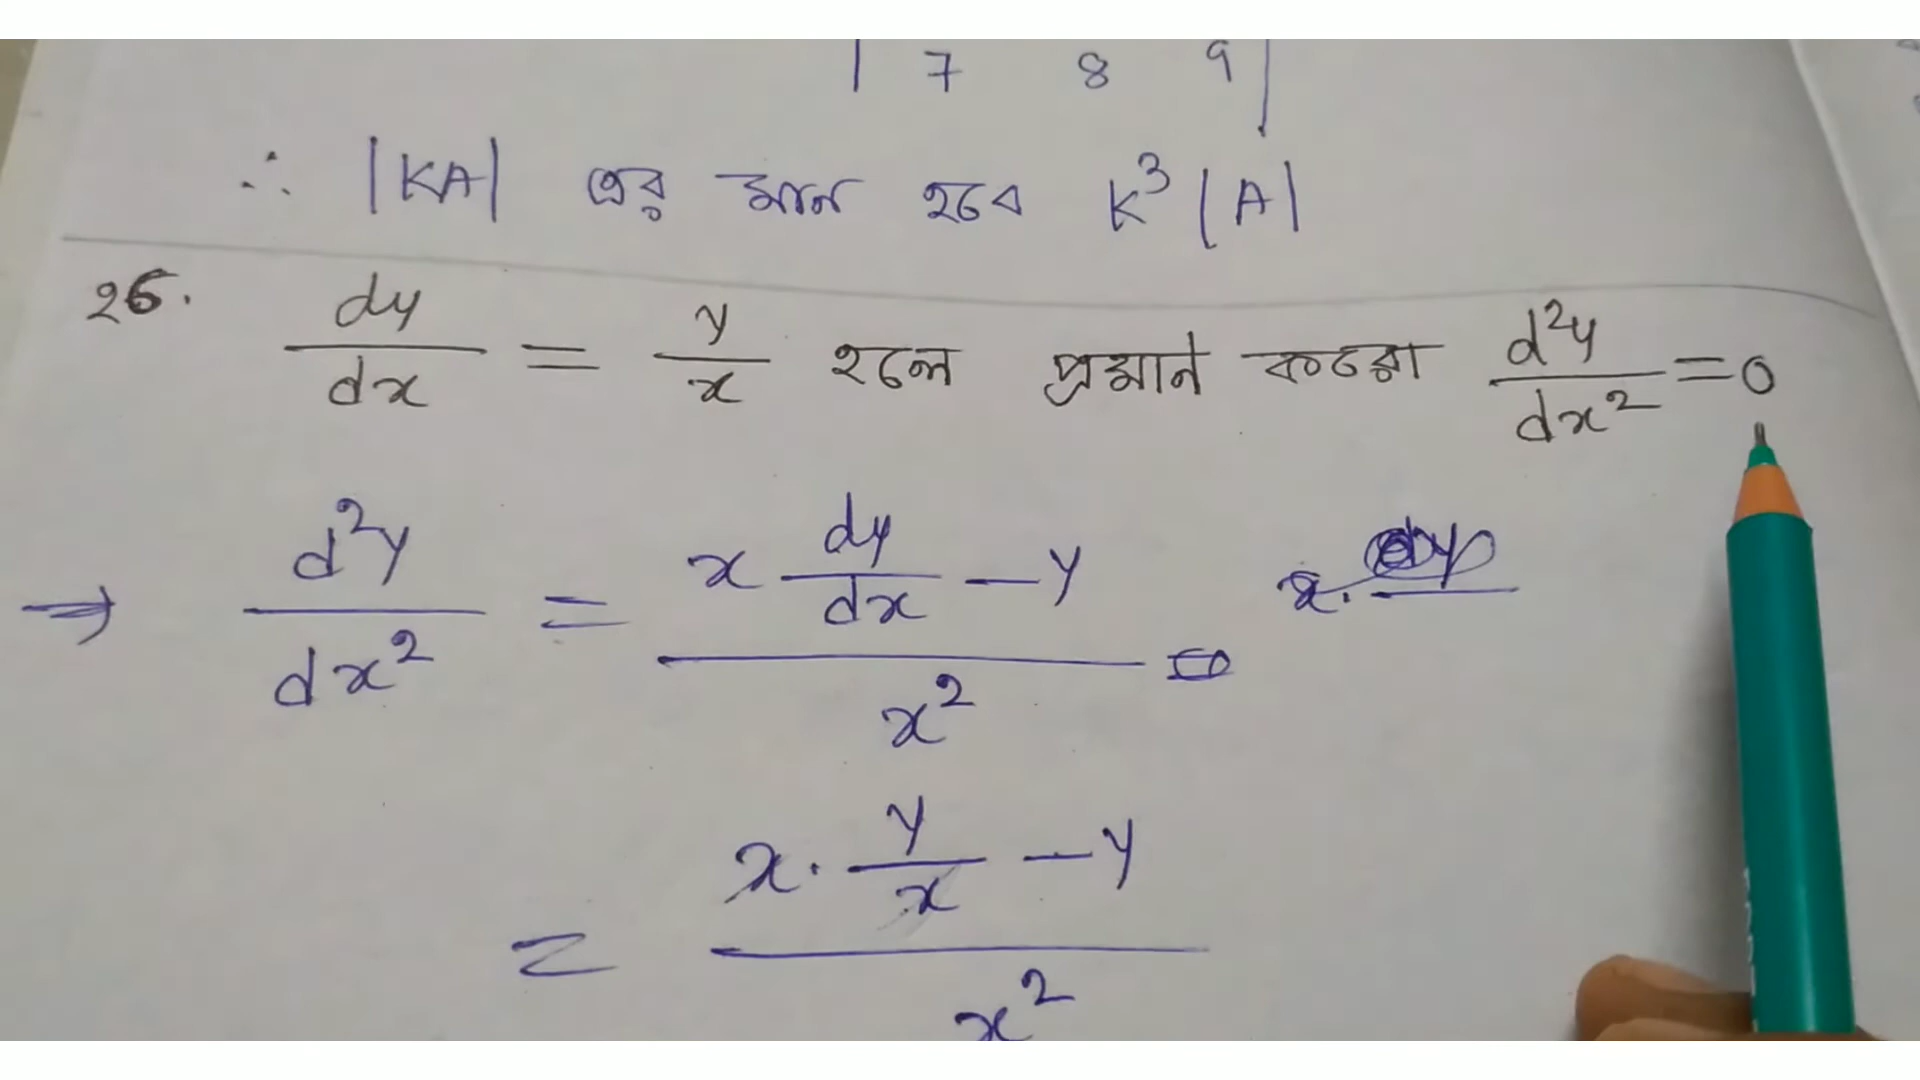 | 7 8 9 |
∴ |KA| এর মান হবে K³ |A|
২৬. dy/dx = y/x হলে প্রমান করো d²y/dx² = 0
⇒ d²y/dx² = (x dy/dx − y)/x² =
= (x · y/x − y)/x²